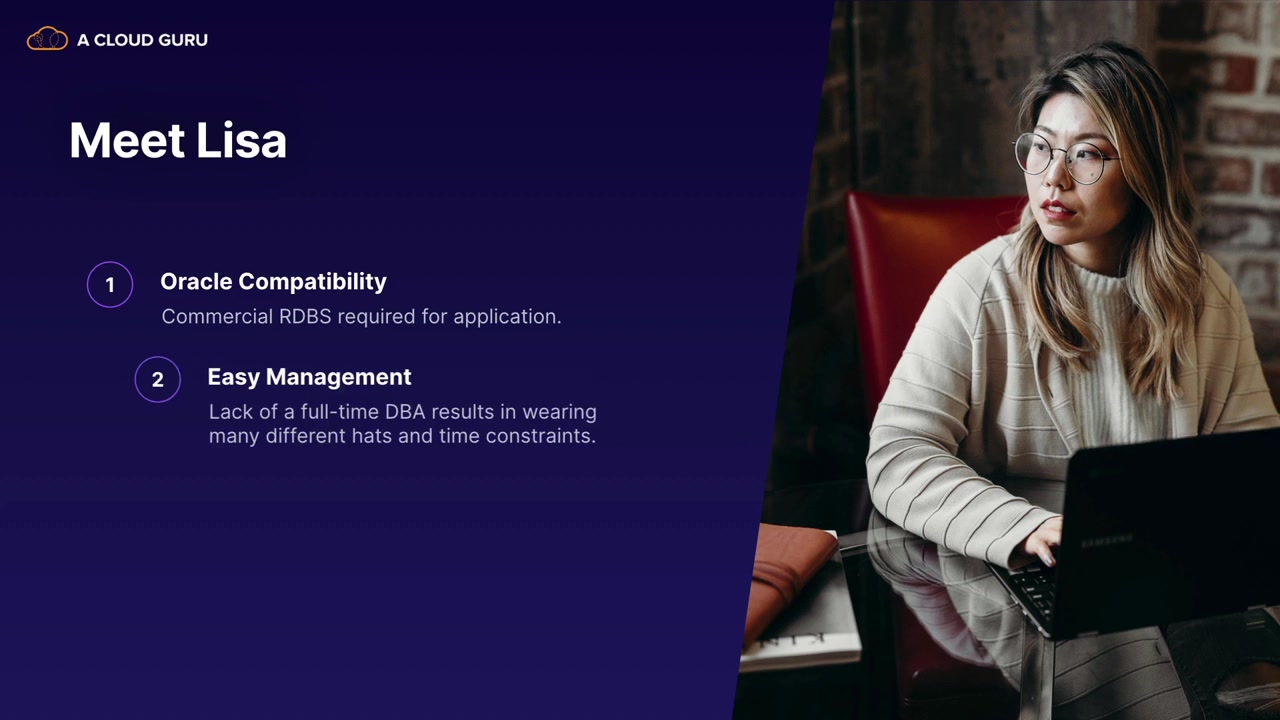 A CLOUD GURU
Meet Lisa
1
Oracle Compatibility
Commercial RDBS required for application.
2
Easy Management
Lack of a full-time DBA results in wearing
many different hats and time constraints.
SAMSUNG